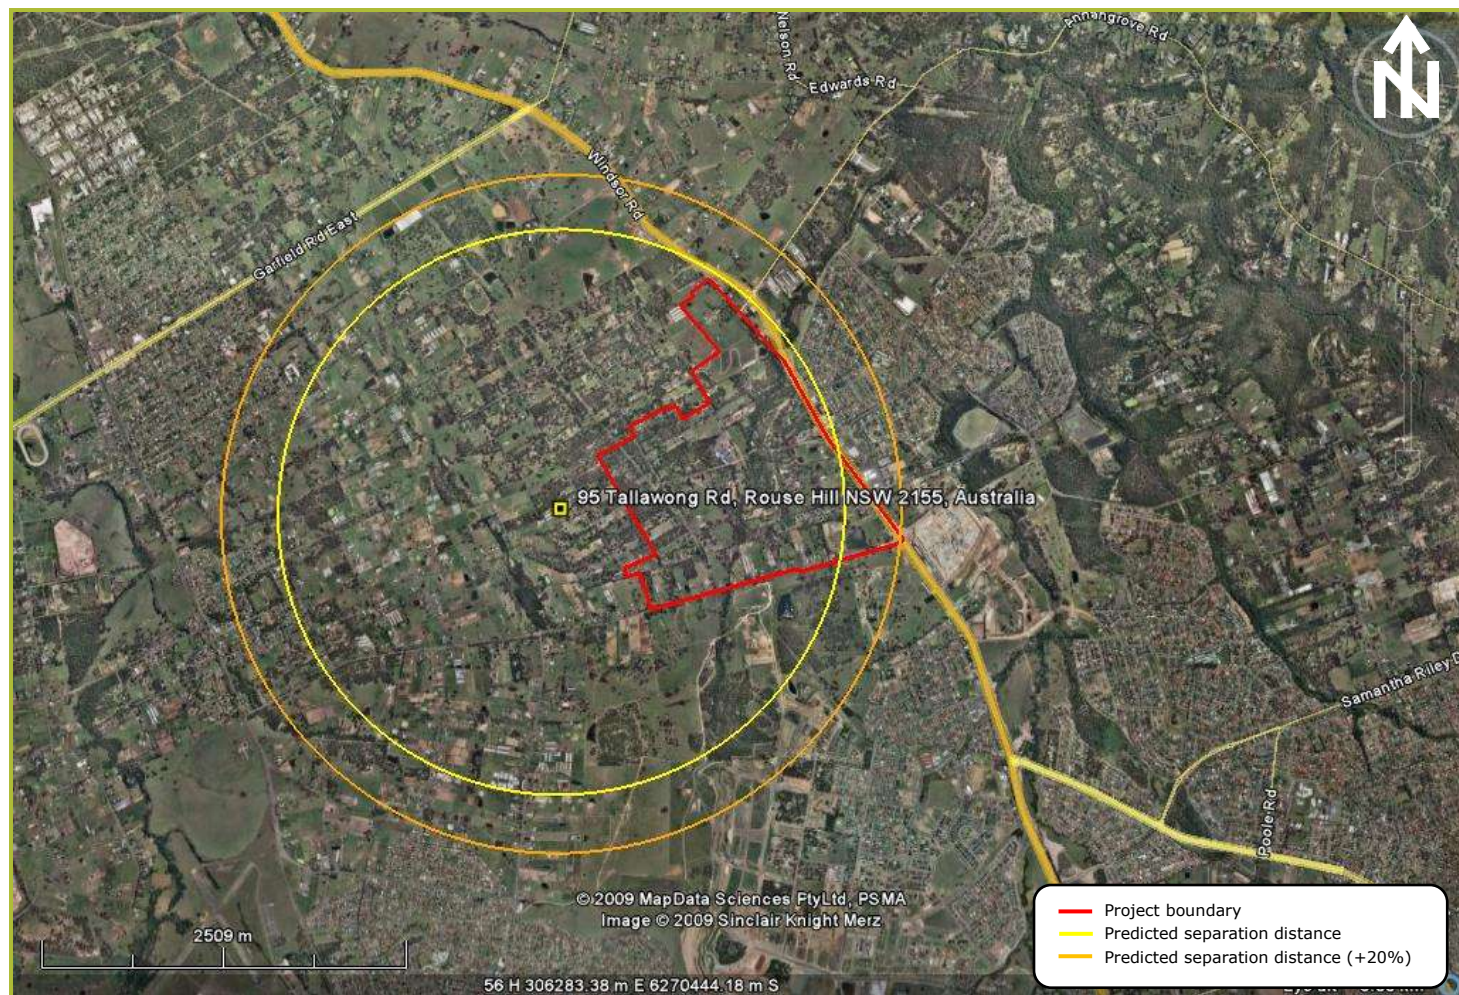 Nelson Rd
Annangrove Rd
Edwards Rd
N
Windsor Rd
Garfield Rd East
95 Tallawong Rd, Rouse Hill NSW 2155, Australia
Samantha Riley D
Poole Rd
© 2009 MapData Sciences PtyLtd, PSMA
Image © 2009 Sinclair Knight Merz
2509 m
56 H 306283.38 m E 6270444.18 m S
Project boundary
Predicted separation distance
Predicted separation distance (+20%)